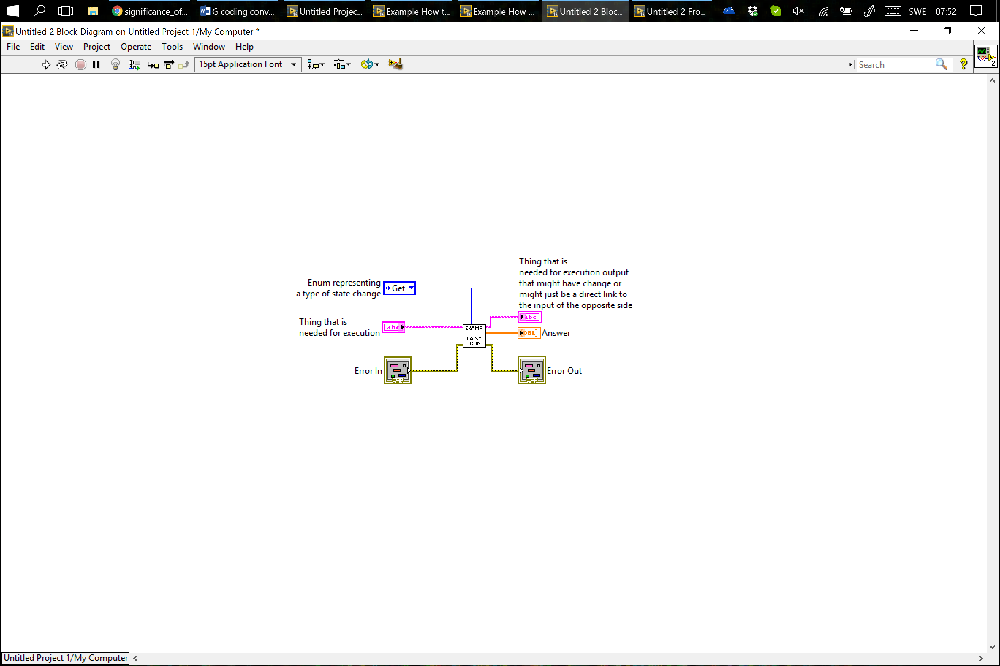 significance_of...
G coding conv...
Untitled Projec...
Example How t...
Example How ...
Untitled 2 Bloc...
Untitled 2 Fro...
SWE
07:52
Untitled 2 Block Diagram on Untitled Project 1/My Computer *
File Edit View Project Operate Tools Window Help
15pt Application Font
Search
2
Thing that is
needed for execution output
that might have change or
might just be a direct link to
the input of the opposite side
Enum representing
a type of state change
Get
abc
Thing that is
needed for execution
abc
EXAMP
LAISY
ICON
[DBL]
Answer
Error In
Error Out
Untitled Project 1/My Computer